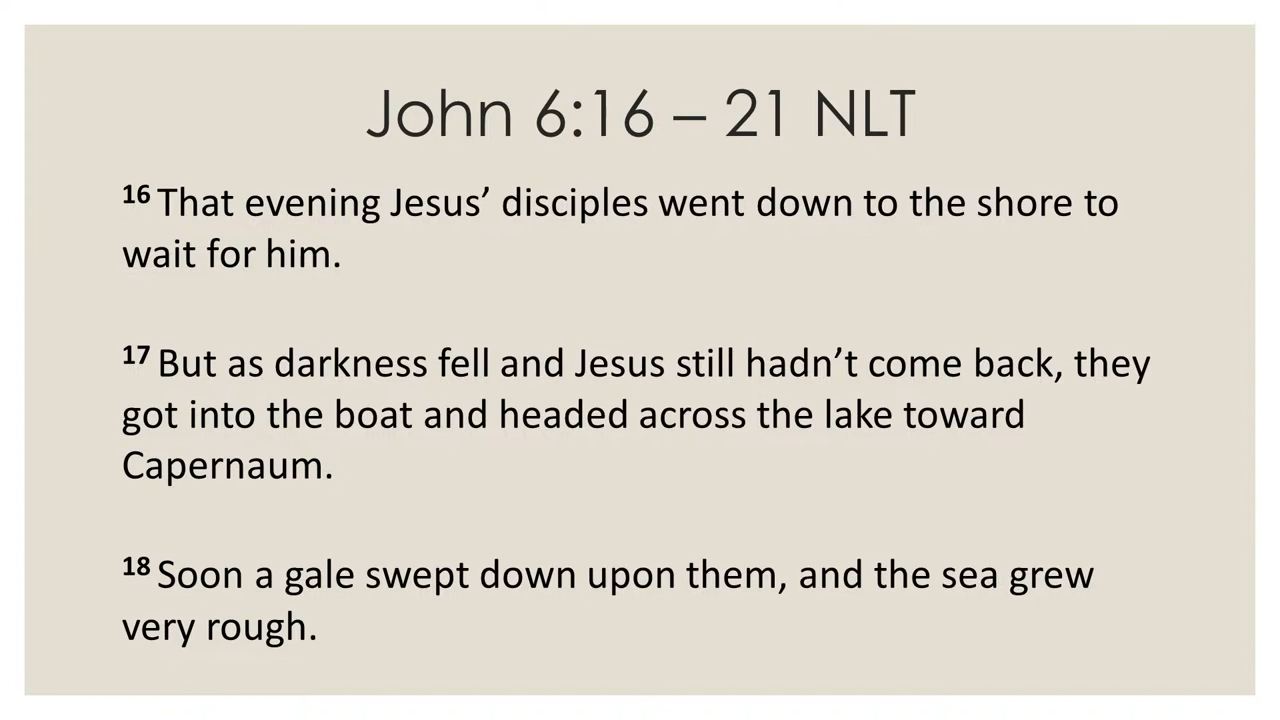 John 6:16 – 21 NLT
16 That evening Jesus’ disciples went down to the shore to
wait for him.
17 But as darkness fell and Jesus still hadn’t come back, they
got into the boat and headed across the lake toward
Capernaum.
18 Soon a gale swept down upon them, and the sea grew
very rough.